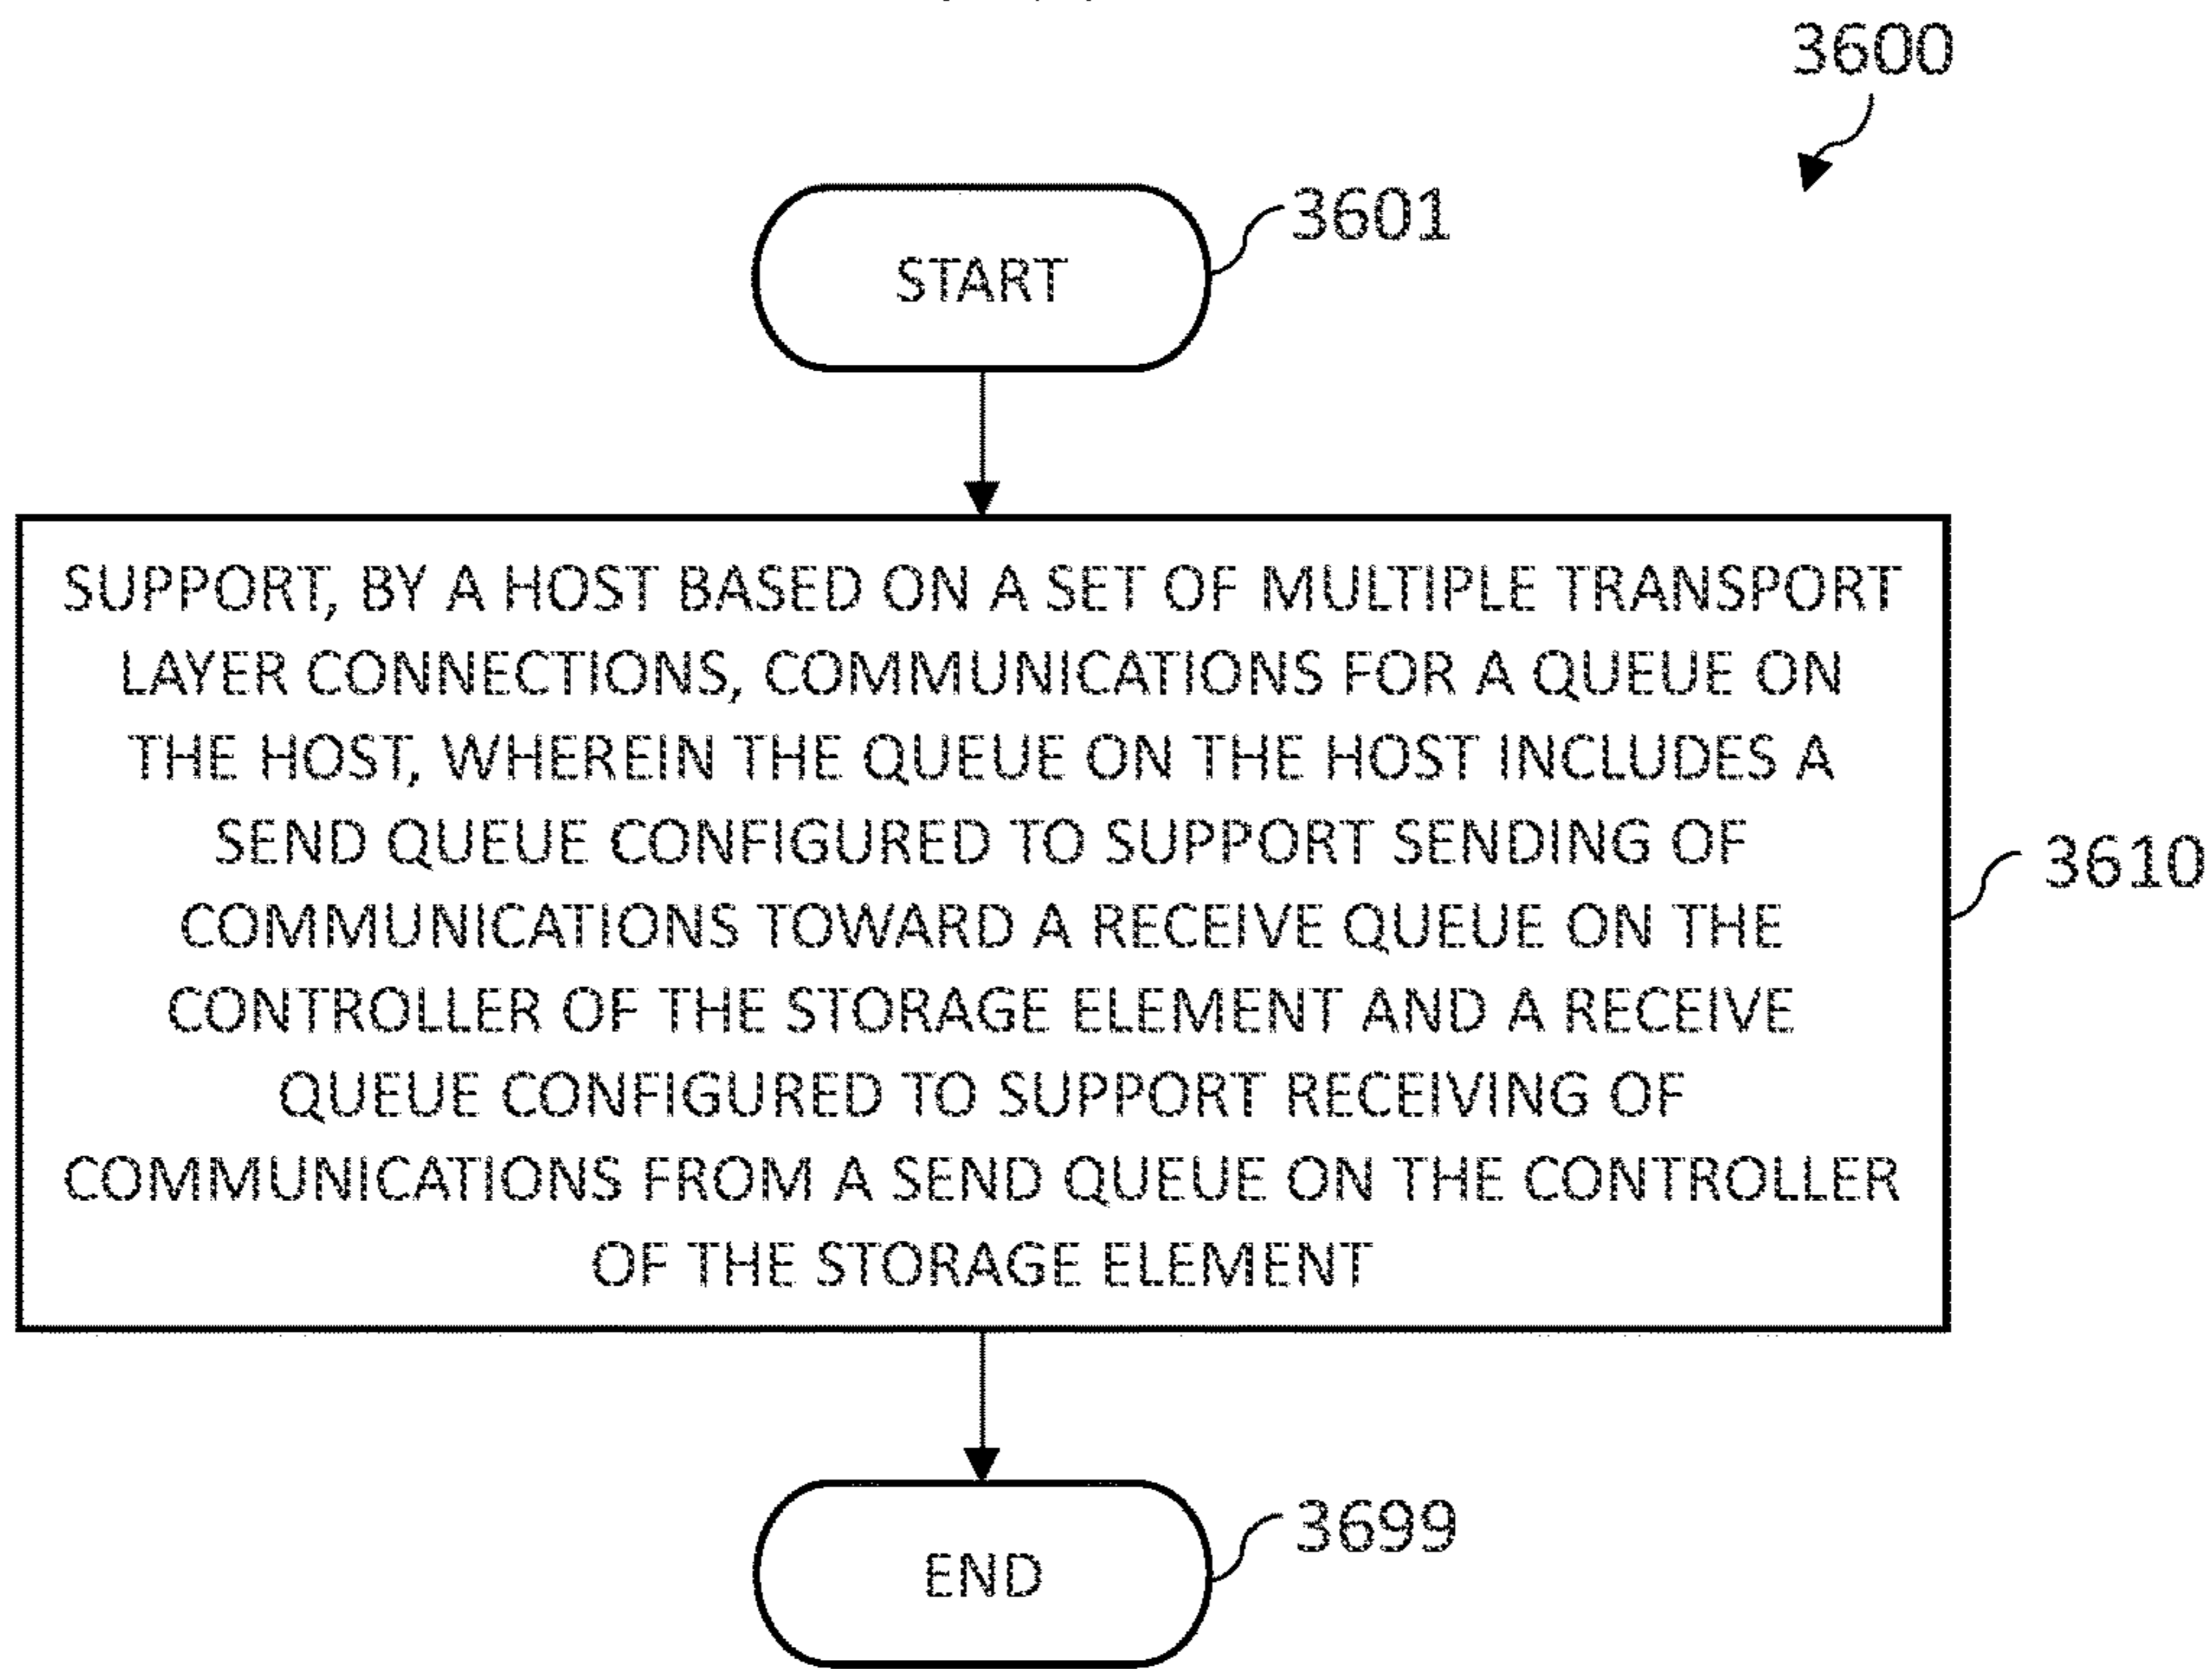 3600
3601
START
SUPPORT, BY A HOST BASED ON A SET OF MULTIPLE TRANSPORT
LAYER CONNECTIONS, COMMUNICATIONS FOR A QUEUE ON
THE HOST, WHEREIN THE QUEUE ON THE HOST INCLUDES A
SEND QUEUE CONFIGURED TO SUPPORT SENDING OF
COMMUNICATIONS TOWARD A RECEIVE QUEUE ON THE
CONTROLLER OF THE STORAGE ELEMENT AND A RECEIVE
QUEUE CONFIGURED TO SUPPORT RECEIVING OF
COMMUNICATIONS FROM A SEND QUEUE ON THE CONTROLLER
OF THE STORAGE ELEMENT
3610
3699
END